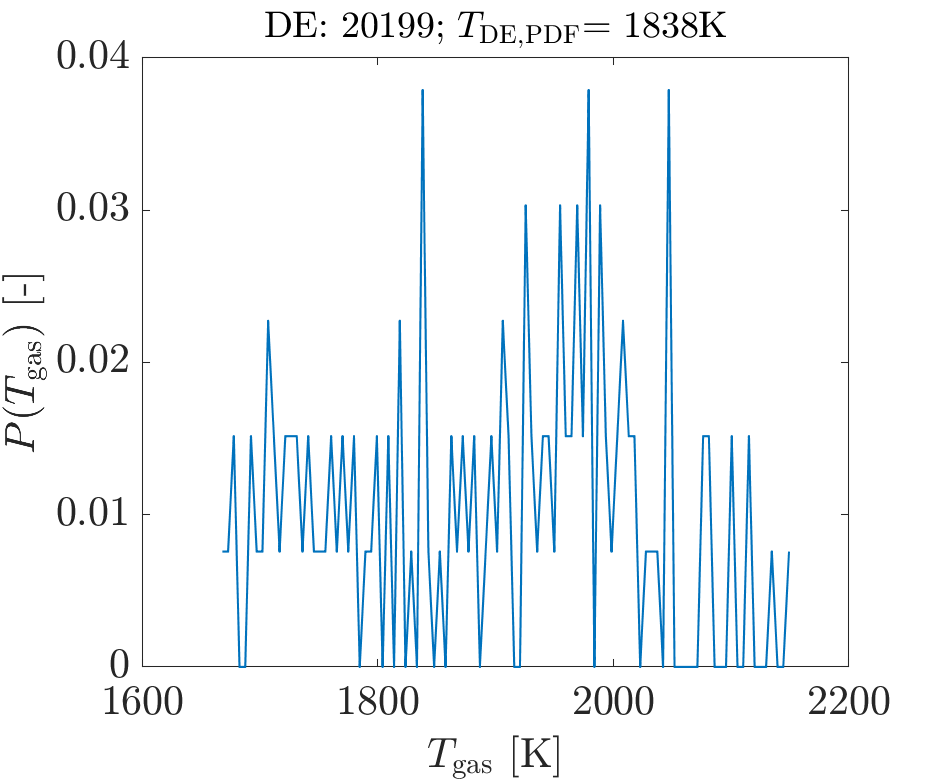 DE: 20199; T_DE,PDF= 1838K
0.04
0.03
0.02
0.01
0
P(T_gas) [-]
1600 1800 2000 2200
T_gas [K]